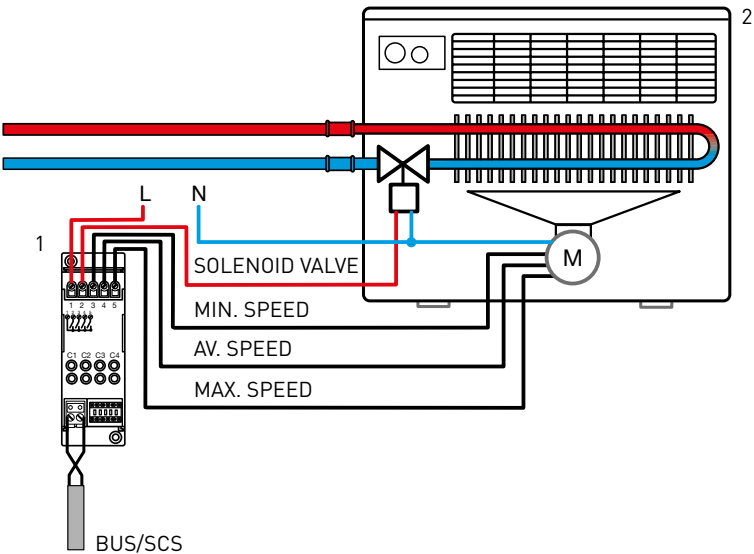 2
L N
1
SOLENOID VALVE
M
1 2 3 4 5
MIN. SPEED
AV. SPEED
C1 C2 C3 C4
MAX. SPEED
BUS/SCS